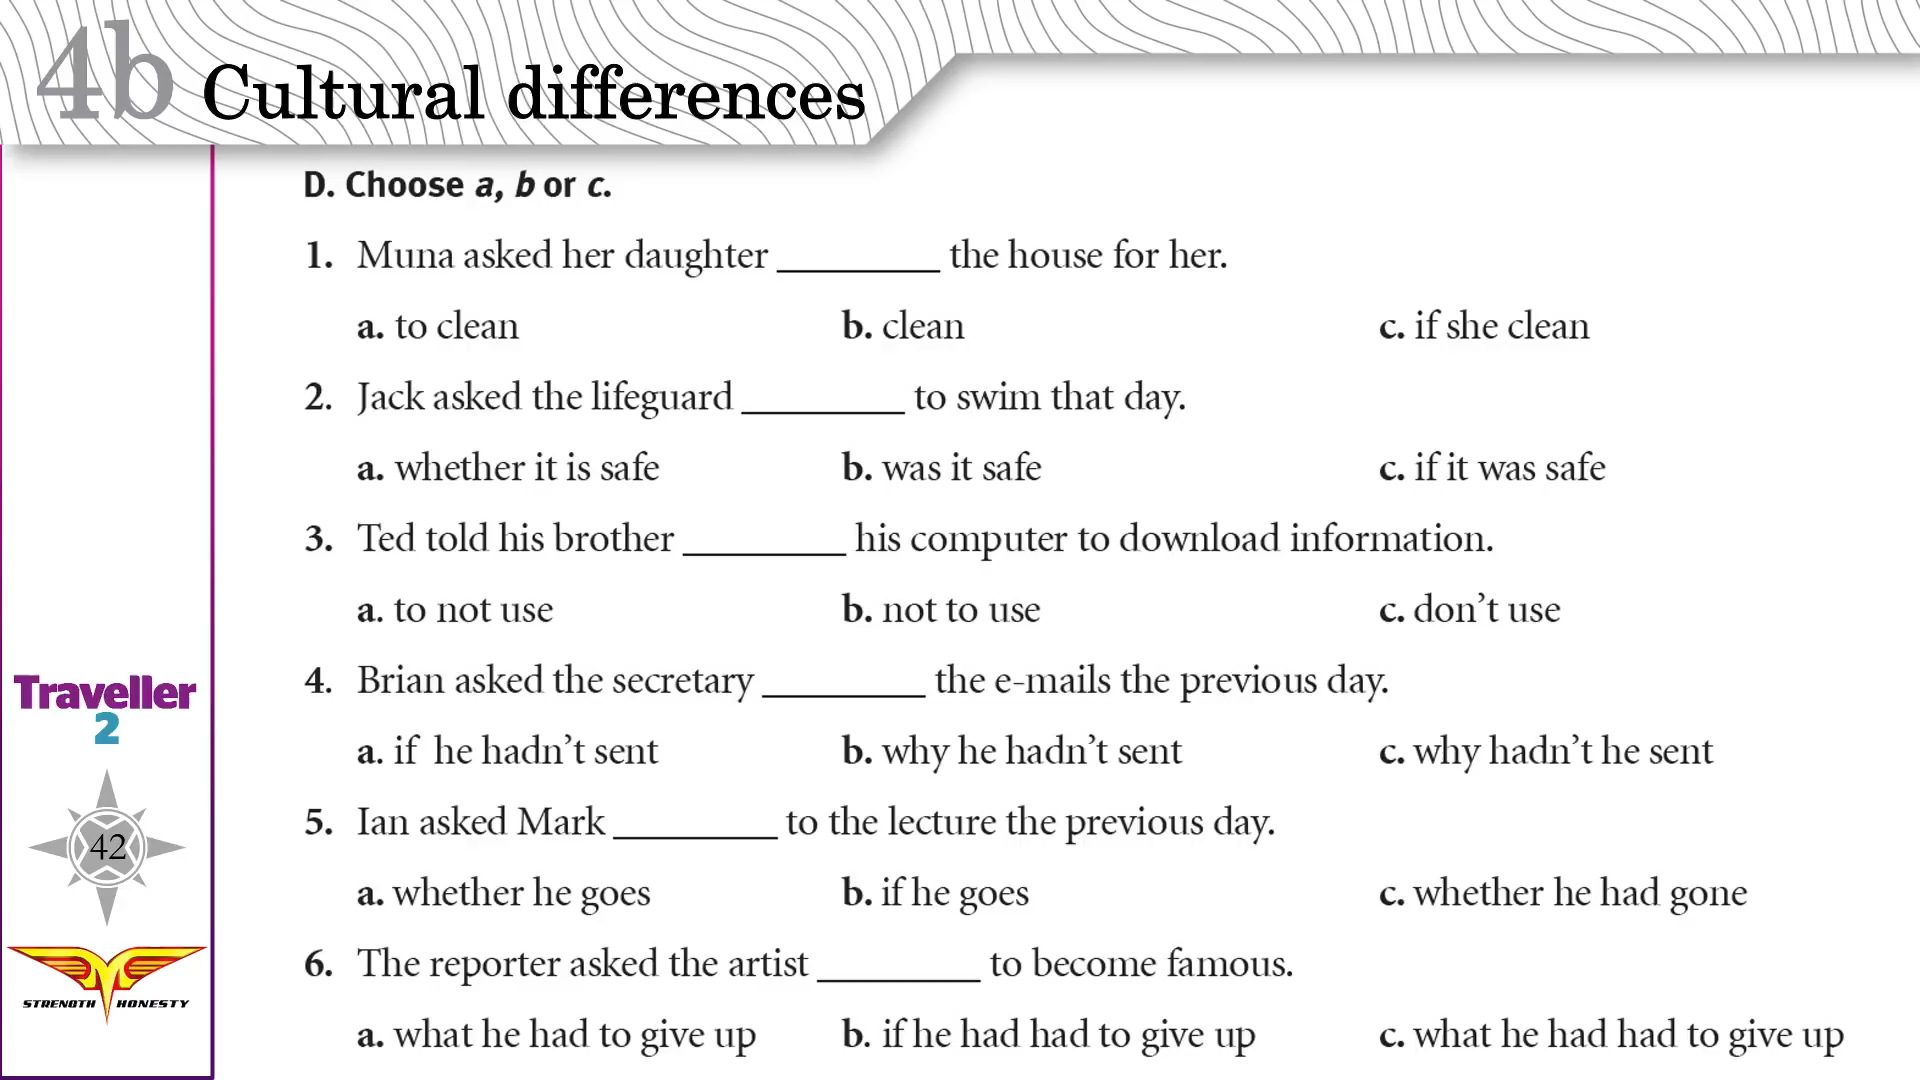 4b Cultural differences
D. Choose a, b or c.
1. Muna asked her daughter ________ the house for her.
a. to clean b. clean c. if she clean
2. Jack asked the lifeguard ________ to swim that day.
a. whether it is safe b. was it safe c. if it was safe
3. Ted told his brother ________ his computer to download information.
a. to not use b. not to use c. don't use
4. Brian asked the secretary ________ the e-mails the previous day.
a. if he hadn't sent b. why he hadn't sent c. why hadn't he sent
5. Ian asked Mark ________ to the lecture the previous day.
a. whether he goes b. if he goes c. whether he had gone
6. The reporter asked the artist ________ to become famous.
a. what he had to give up b. if he had had to give up c. what he had had to give up
Traveller
2
42
STRENGTH HONESTY